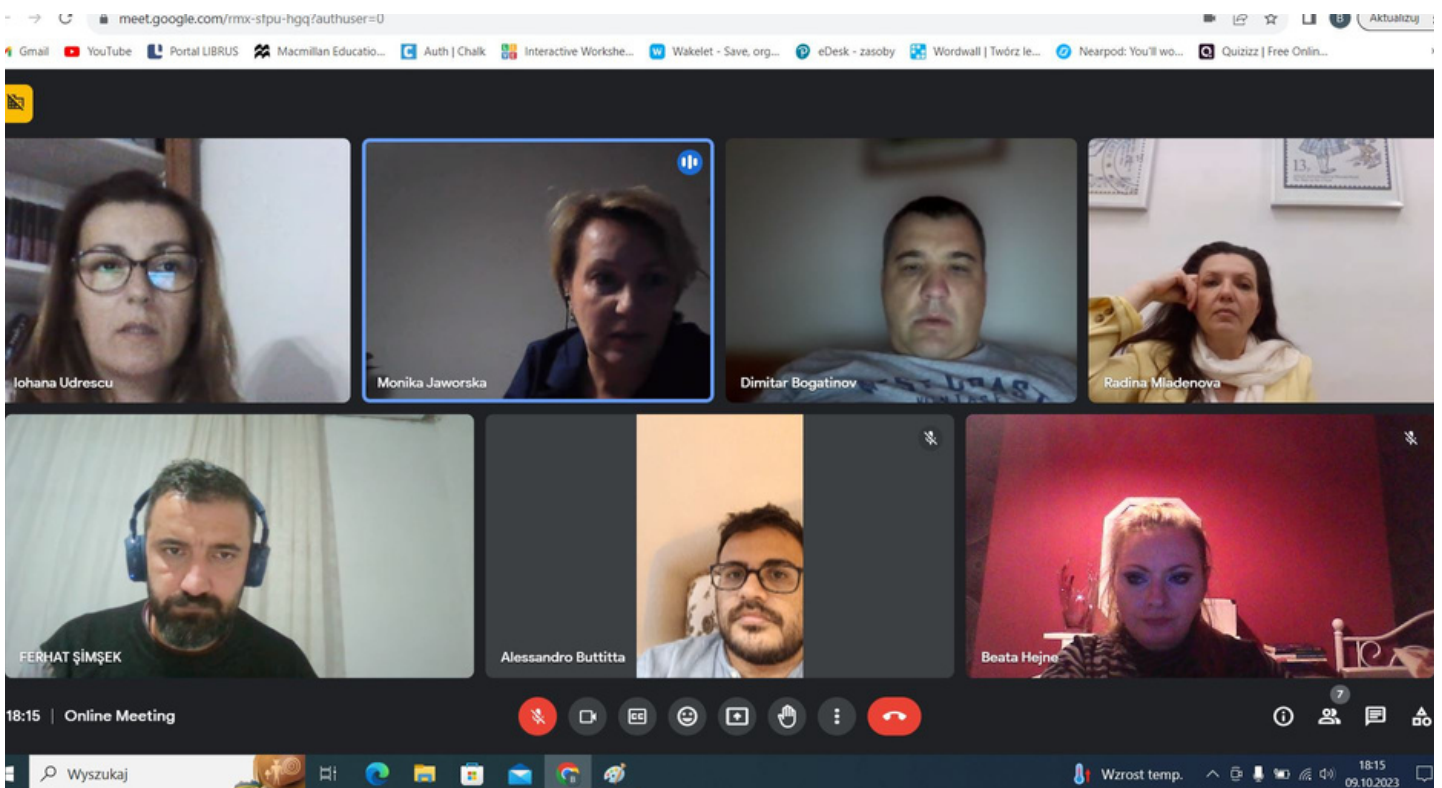 meet.google.com/rmx-sfpu-hgq?authuser=0
B
Aktualizuj
Gmail
YouTube
Portal LIBRUS
Macmillan Educatio...
Auth | Chalk
Interactive Workshe...
Wakelet - Save, org...
eDesk - zasoby
Wordwall | Twórz le...
Nearpod: You'll wo...
Quizizz | Free Onlin...
13.
Iohana Udrescu
Monika Jaworska
Dimitar Bogatinov
Radina Mladenova
FERHAT ŞİMŞEK
Alessandro Buttitta
Beata Hejne
18:15 | Online Meeting
CC
7
Wyszukaj
Wzrost temp.
18:15
09.10.2023